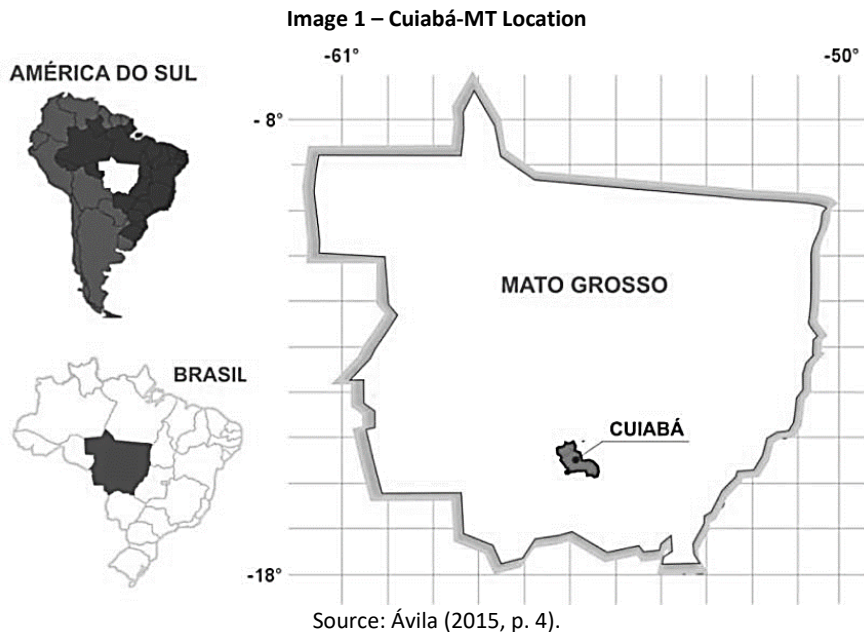 Image 1 – Cuiabá-MT Location
-61°
-50°
AMÉRICA DO SUL
- 8°
MATO GROSSO
BRASIL
CUIABÁ
-18°
Source: Ávila (2015, p. 4).